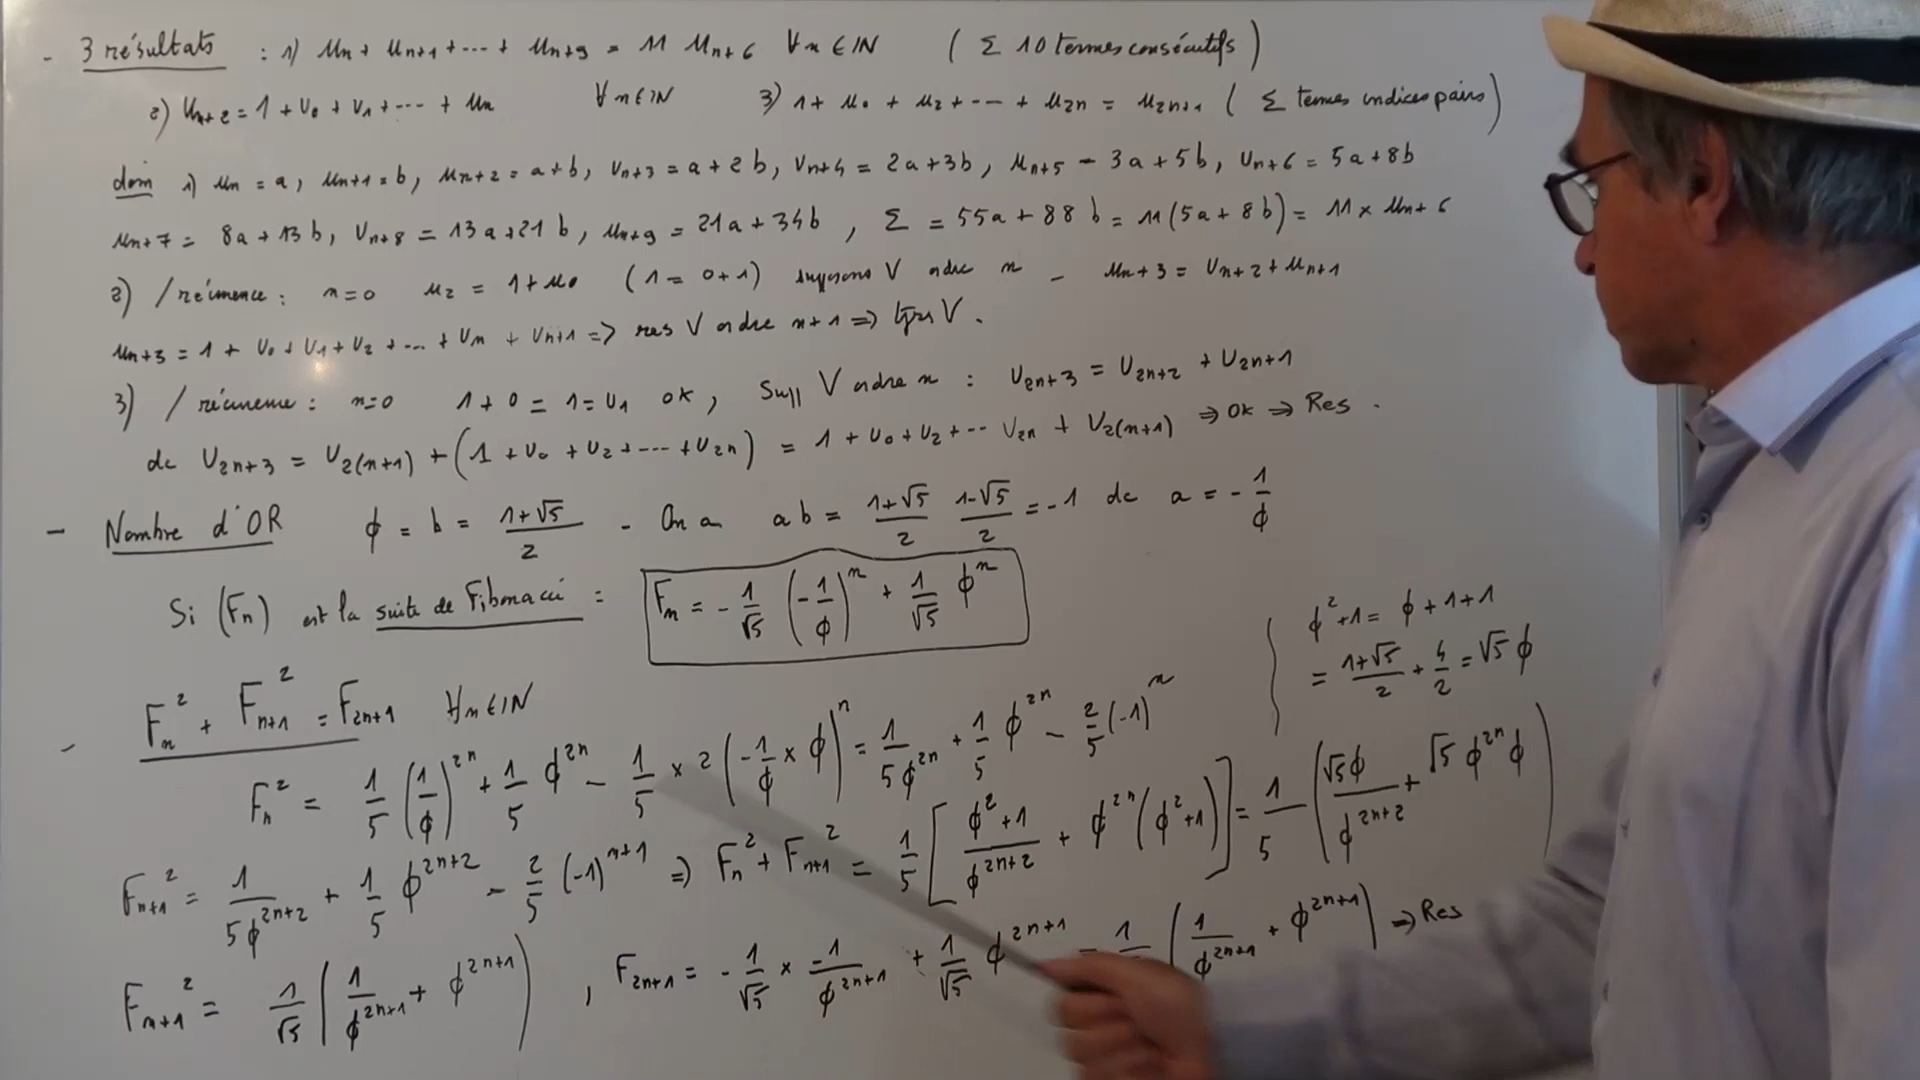 - 3 résultats : 1) Un + Un+1 + ... + Un+9 = 11 Un+6 ∀n ∈ IN ( Σ 10 termes consécutifs )
2) Un+2 = 1 + U0 + U1 + ... + Un ∀n ∈ IN 3) 1 + U0 + U2 + ... + U2n = U2n+1 ( Σ termes indices pairs )
dém 1) Un = a, Un+1 = b, Un+2 = a+b, Un+3 = a+2b, Un+4 = 2a+3b, Un+5 = 3a+5b, Un+6 = 5a+8b
Un+7 = 8a+13b, Un+8 = 13a+21b, Un+9 = 21a+34b, Σ = 55a+88b = 11(5a+8b) = 11 × Un+6
2) /récurrence : n=0 U2 = 1+U0 (1 = 0+1) supposons V ordre n - Un+3 = Un+2 + Un+1
Un+3 = 1 + U0 + U1 + U2 + ... + Un + Un+1 => res V ordre n+1 => tjrs V.
3) /récurrence : n=0 1+0 = 1 = U1 OK, Supp V ordre n : U2n+3 = U2n+2 + U2n+1
dc U2n+3 = U2(n+1) + (1 + U0 + U2 + ... + U2n) = 1 + U0 + U2 + ... U2n + U2(n+1) => OK => Res.
- Nombre d'OR ϕ = b = (1+√5)/2 - On a ab = (1+√5)/2 (1-√5)/2 = -1 dc a = -1/ϕ
Si (Fn) est la suite de Fibonacci : Fn = -1/√5 (-1/ϕ)^n + 1/√5 ϕ^n
ϕ² + 1 = ϕ + 1 + 1
= (1+√5)/2 + 4/2 = √5 ϕ
- Fn² + Fn+1² = F2n+1 ∀n ∈ IN
Fn² = 1/5 (1/ϕ)^2n + 1/5 ϕ^2n - 1/5 × 2 (-1/ϕ × ϕ)^n = 1/5ϕ^2n + 1/5 ϕ^2n - 2/5 (-1)^n
Fn+1² = 1/5ϕ^2n+2 + 1/5 ϕ^2n+2 - 2/5 (-1)^n+1 => Fn² + Fn+1² = 1/5 [ (ϕ²+1)/ϕ^2n+2 + ϕ^2n (ϕ²+1) ] = 1/5 ( √5ϕ/ϕ^2n+2 + √5 ϕ^2n ϕ )
Fn+1² = 1/√5 ( 1/ϕ^2n+1 + ϕ^2n+1 ), F2n+1 = -1/√5 × -1/ϕ^2n+1 + 1/√5 ϕ^2n+1 = ( 1/ϕ^2n+1 + ϕ^2n+1 ) => Res